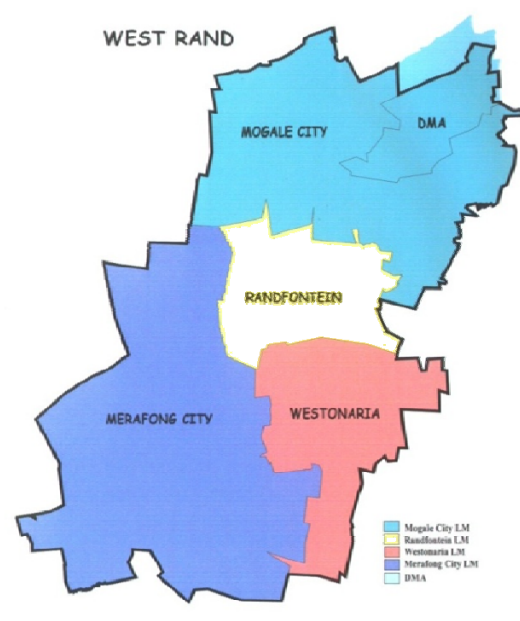 WEST RAND
MOGALE CITY
DMA
RANDFONTEIN
MERAFONG CITY
WESTONARIA
Mogale City LM
Randfontein LM
Westonaria LM
Merafong City LM
DMA